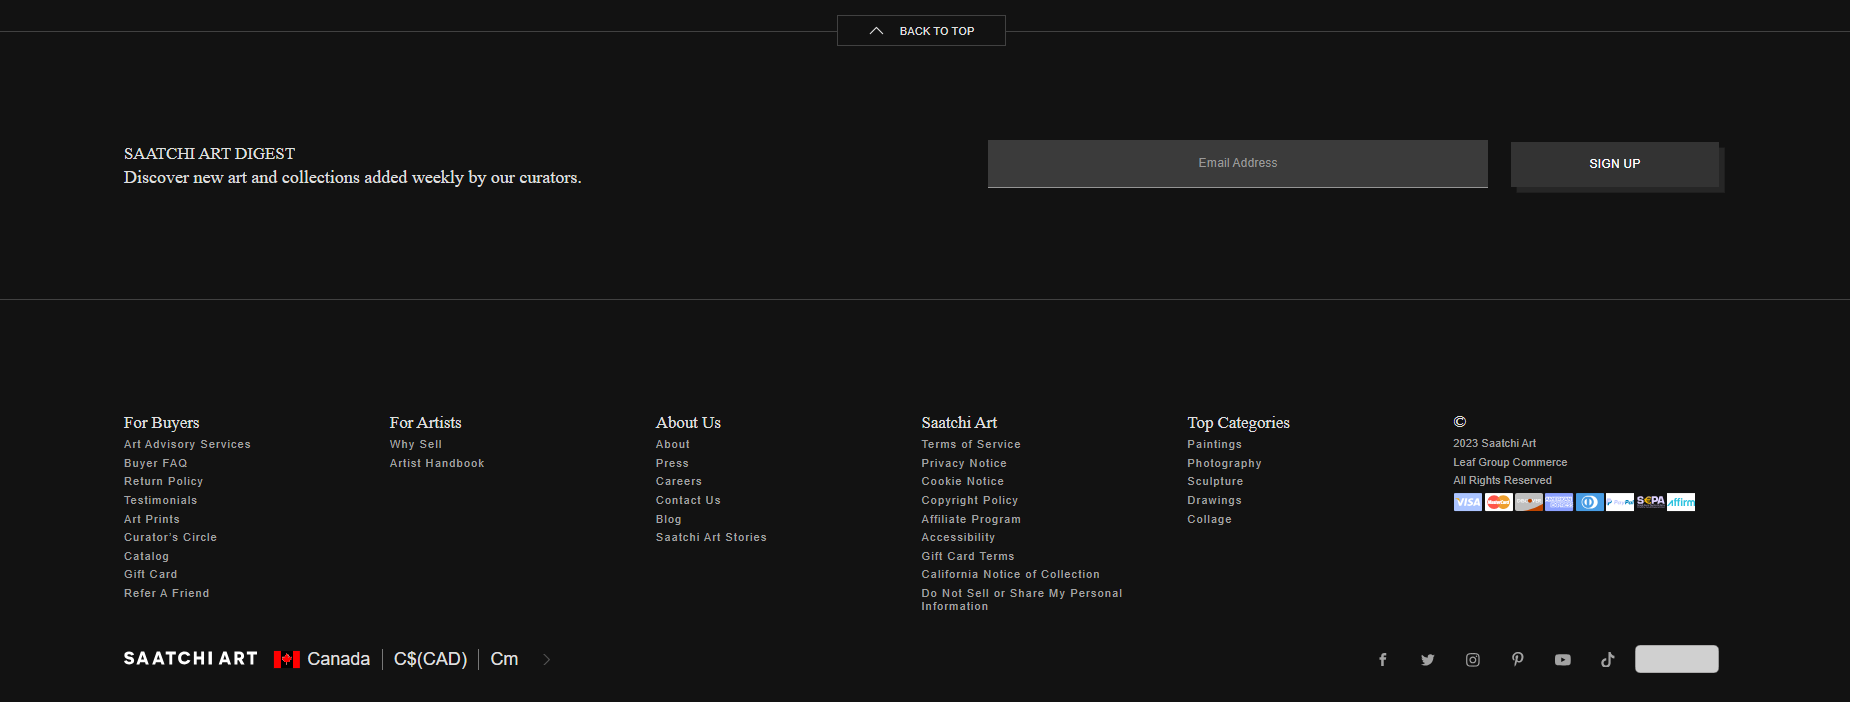 BACK TO TOP
SAATCHI ART DIGEST
Discover new art and collections added weekly by our curators.
Email Address
SIGN UP
For Buyers
Art Advisory Services
Buyer FAQ
Return Policy
Testimonials
Art Prints
Curator's Circle
Catalog
Gift Card
Refer A Friend
For Artists
Why Sell
Artist Handbook
About Us
About
Press
Careers
Contact Us
Blog
Saatchi Art Stories
Saatchi Art
Terms of Service
Privacy Notice
Cookie Notice
Copyright Policy
Affiliate Program
Accessibility
Gift Card Terms
California Notice of Collection
Do Not Sell or Share My Personal
Information
Top Categories
Paintings
Photography
Sculpture
Drawings
Collage
©
2023 Saatchi Art
Leaf Group Commerce
All Rights Reserved
VISA MasterCard PayPal S€PA affirm
SAATCHI ART Canada C$(CAD) Cm